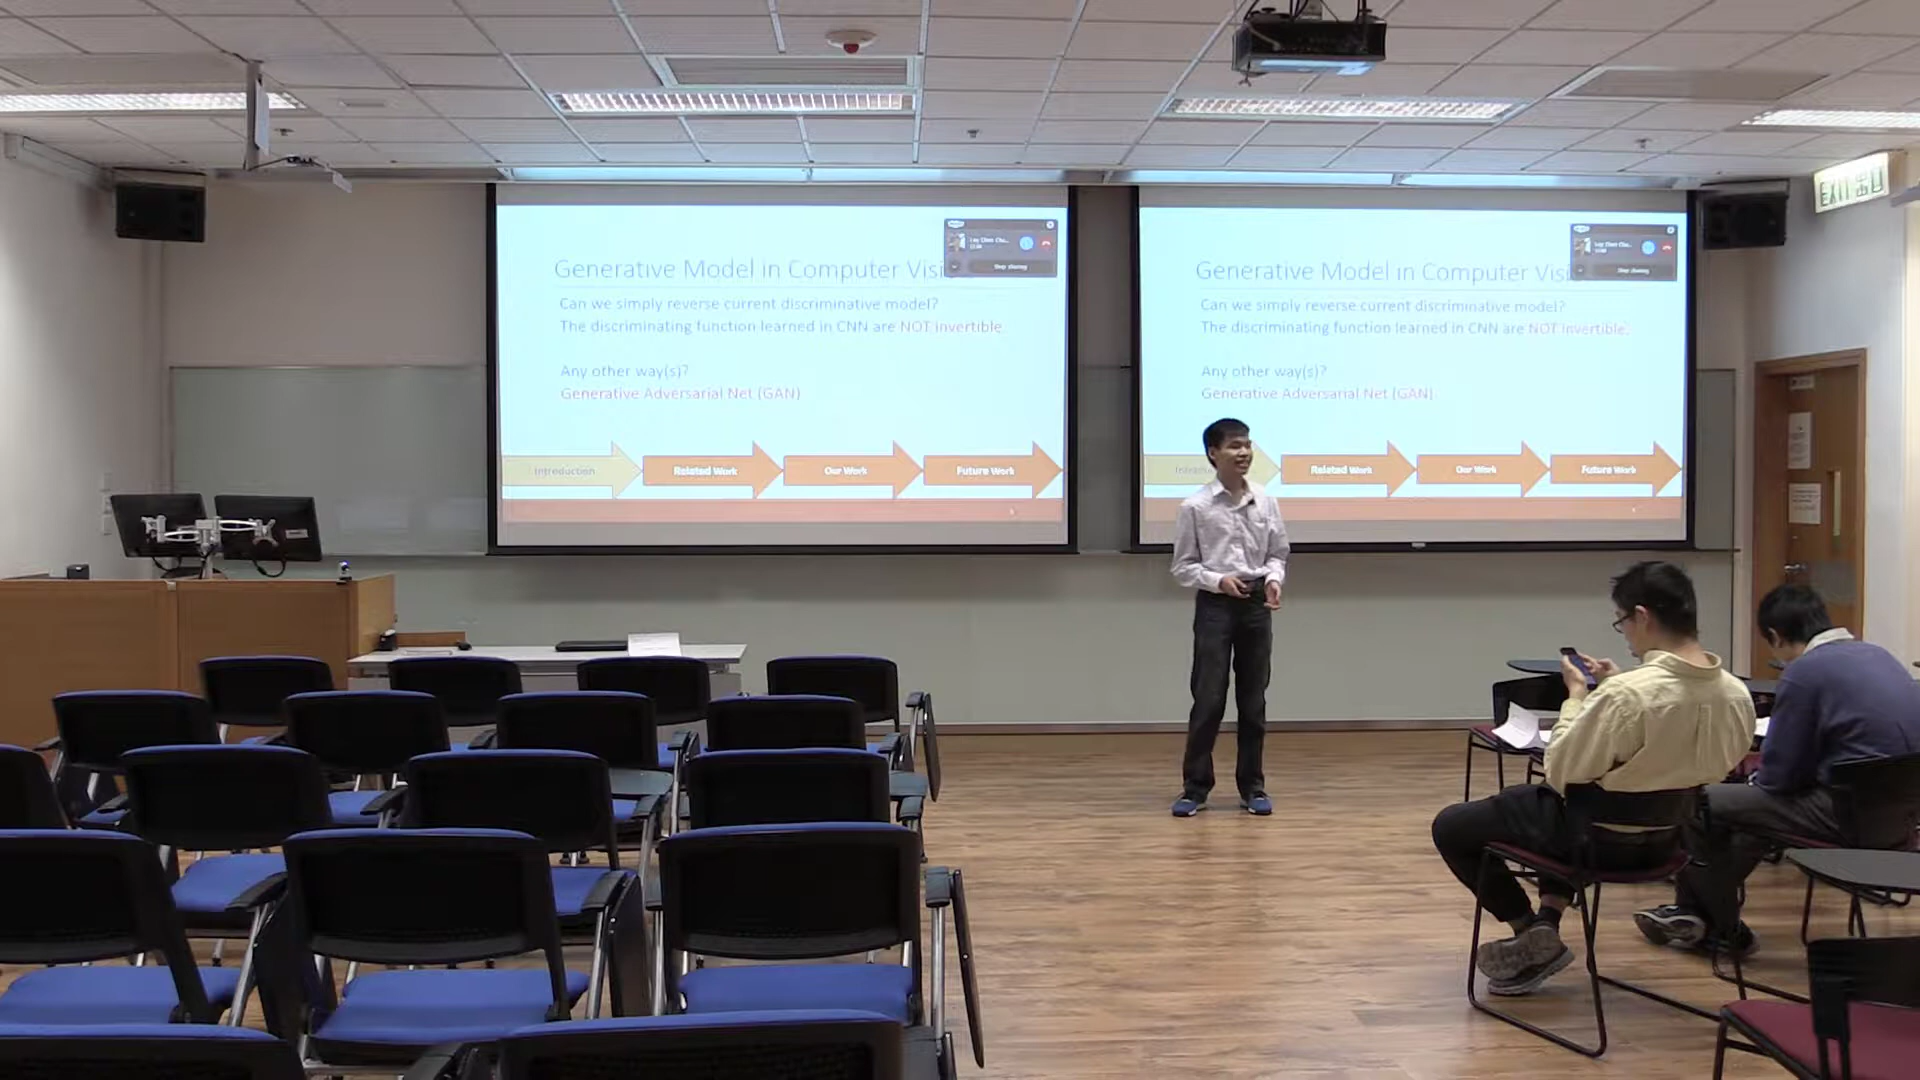 Generative Model in Computer Visi
Can we simply reverse current discriminative model?
The discriminating function learned in CNN are NOT invertible.
Any other way(s)?
Generative Adversarial Net (GAN)
Introduction
Related Work
Our Work
Future Work
Stop sharing
Generative Model in Computer Visi
Can we simply reverse current discriminative model?
The discriminating function learned in CNN are NOT invertible.
Any other way(s)?
Generative Adversarial Net (GAN)
Related Work
Our Work
Future Work
Stop sharing
EXIT